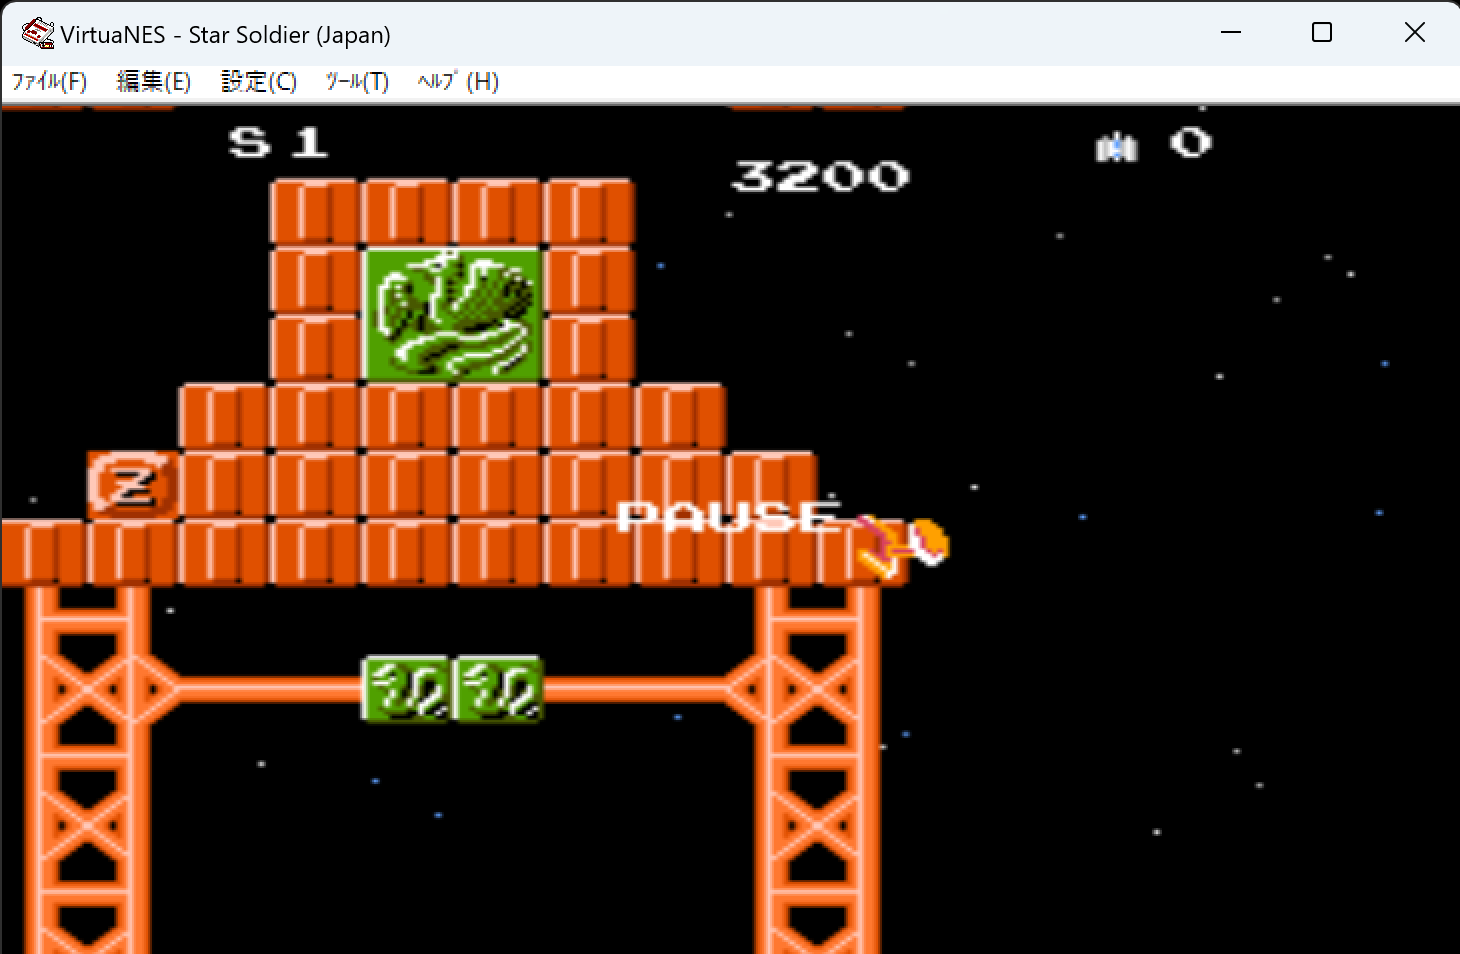 VirtuaNES - Star Soldier (Japan)
ﾌｧｲﾙ(F) 編集(E) 設定(C) ﾂｰﾙ(T) ﾍﾙﾌﾟ(H)
S 1
0
3200
Z
PAUSE